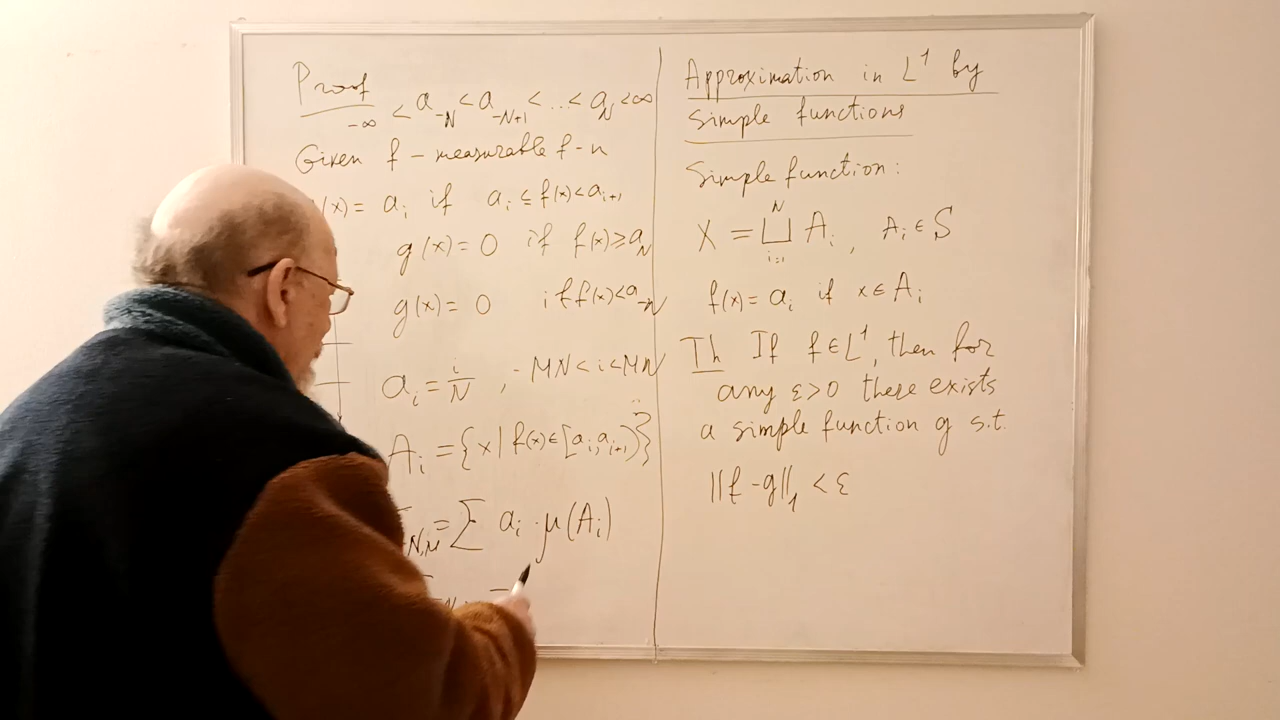 Proof
-∞ < a_{-N} < a_{-N+1} < ... < a_N < ∞
Given f - measurable f-n
(x) = a_i if a_i ≤ f(x) < a_{i+1}
g(x) = 0 if f(x) ≥ a_N
g(x) = 0 if f(x) < a_{-N}
a_i = i/N , -MN < i < MN
A_i = {x | f(x) ∈ [a_i, a_{i+1})}
N,M = Σ a_i · μ(A_i)
Approximation in L^1 by
simple functions
Simple function:
X = ⊔_{i=1}^N A_i , A_i ∈ S
f(x) = a_i if x ∈ A_i
Th If f ∈ L^1, then for
any ε > 0 there exists
a simple function g s.t.
||f - g||_1 < ε